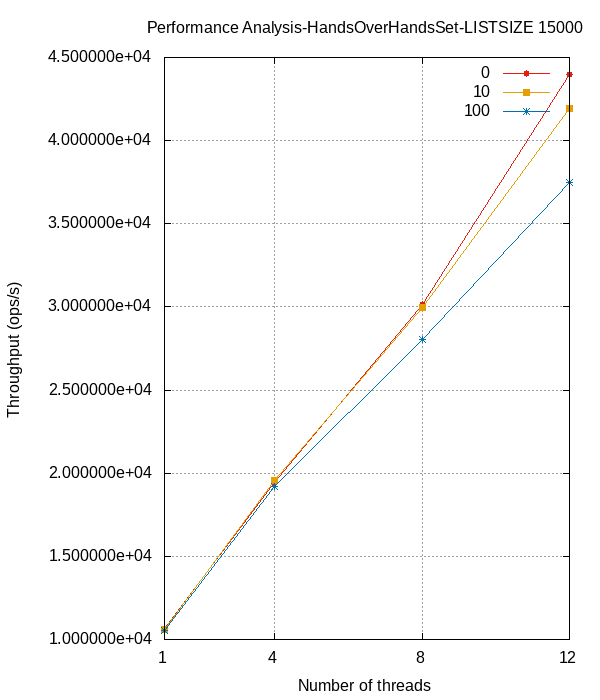 Performance Analysis-HandsOverHandsSet-LISTSIZE 15000
4.500000e+04
4.000000e+04
3.500000e+04
3.000000e+04
2.500000e+04
2.000000e+04
1.500000e+04
1.000000e+04
Throughput (ops/s)
0
10
100
1 4 8 12
Number of threads